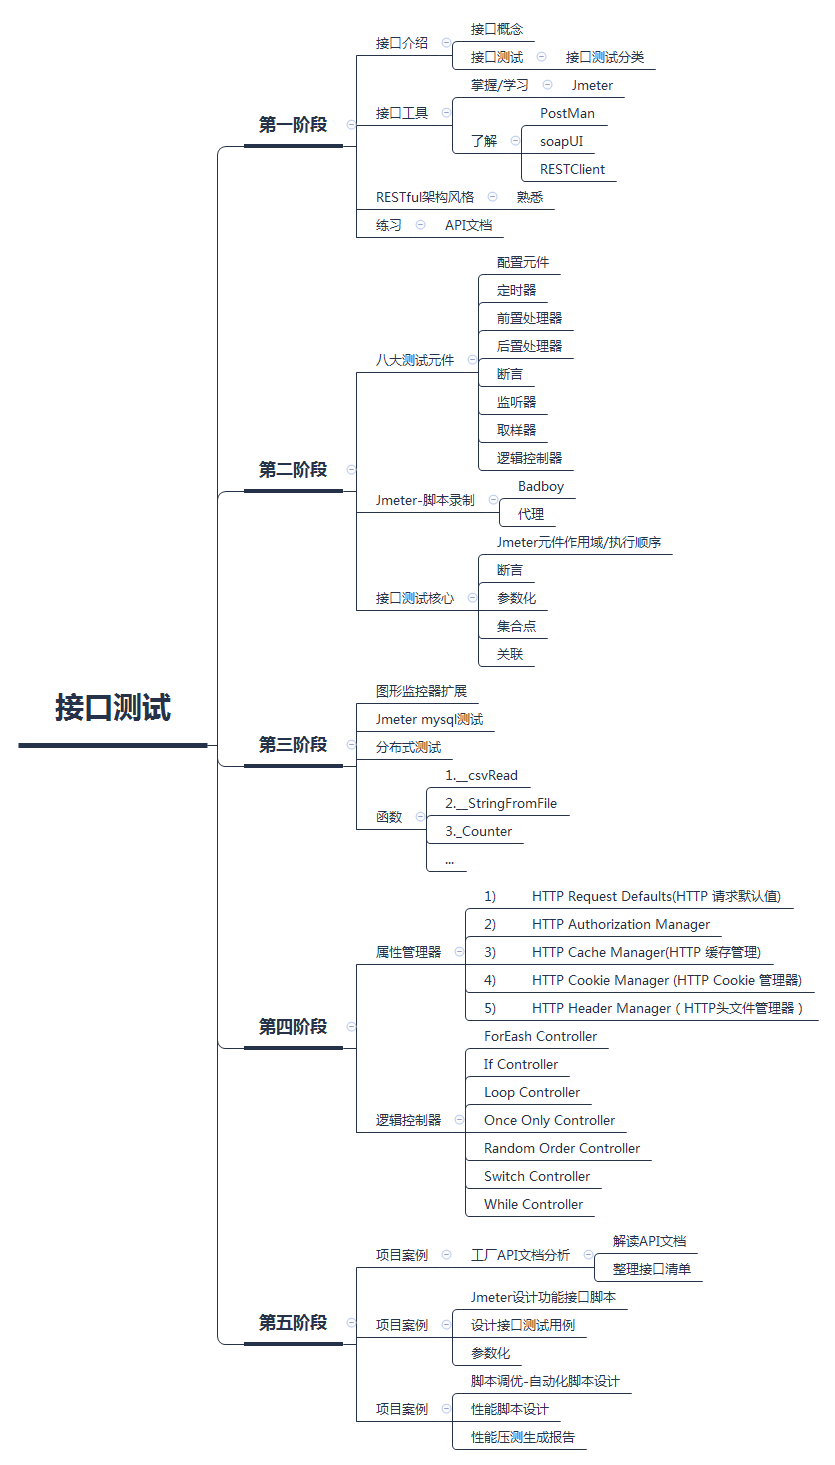 接口测试
第一阶段
接口介绍
接口概念
接口测试
接口测试分类
接口工具
掌握/学习
Jmeter
了解
PostMan
soapUI
RESTClient
RESTful架构风格
熟悉
练习
API文档
第二阶段
八大测试元件
配置元件
定时器
前置处理器
后置处理器
断言
监听器
取样器
逻辑控制器
Jmeter-脚本录制
Badboy
代理
接口测试核心
Jmeter元件作用域/执行顺序
断言
参数化
集合点
关联
第三阶段
图形监控器扩展
Jmeter mysql测试
分布式测试
函数
1.__csvRead
2.__StringFromFile
3._Counter
...
第四阶段
属性管理器
1) HTTP Request Defaults(HTTP 请求默认值)
2) HTTP Authorization Manager
3) HTTP Cache Manager(HTTP 缓存管理)
4) HTTP Cookie Manager (HTTP Cookie 管理器)
5) HTTP Header Manager（HTTP头文件管理器）
逻辑控制器
ForEash Controller
If Controller
Loop Controller
Once Only Controller
Random Order Controller
Switch Controller
While Controller
第五阶段
项目案例
工厂API文档分析
解读API文档
整理接口清单
项目案例
Jmeter设计功能接口脚本
设计接口测试用例
参数化
项目案例
脚本调优-自动化脚本设计
性能脚本设计
性能压测生成报告